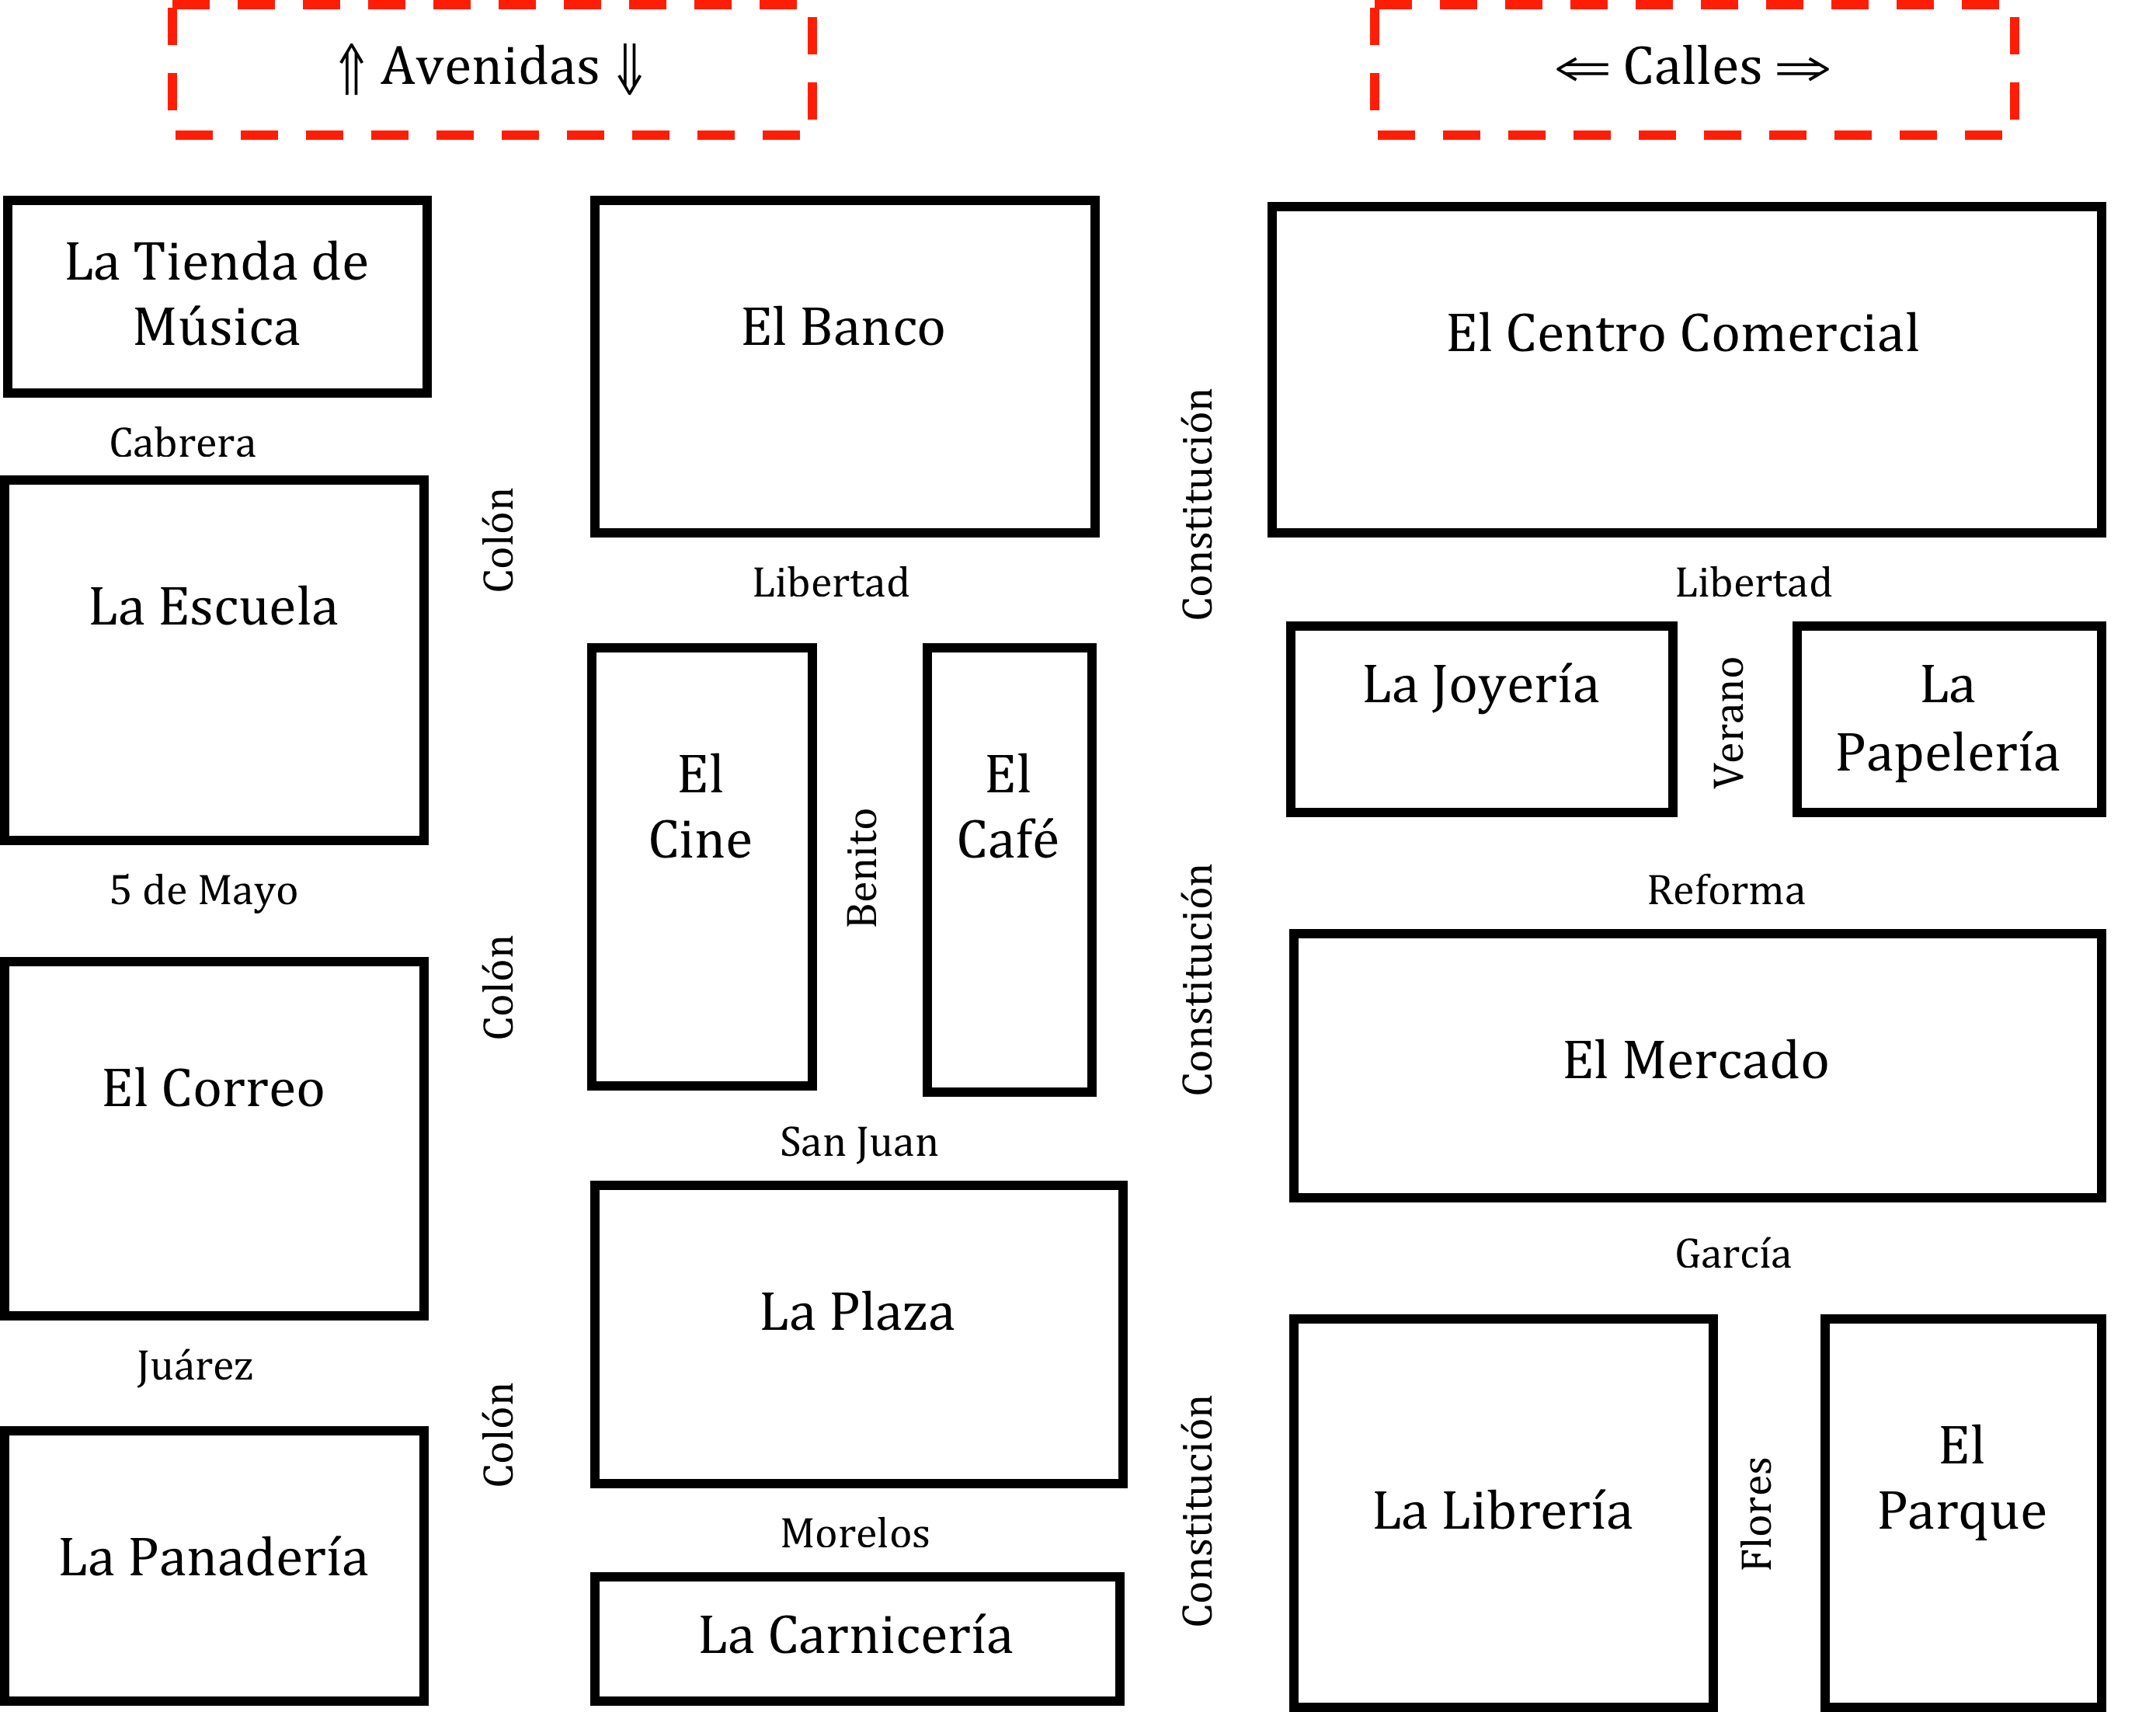 ⇑ Avenidas ⇓
⇐ Calles ⇒
La Tienda de
Música
El Banco
El Centro Comercial
Cabrera
Colón
Constitución
La Escuela
Libertad
Libertad
La Joyería
Verano
La
Papelería
El
Cine
Benito
El
Café
5 de Mayo
Reforma
Colón
Constitución
El Correo
El Mercado
San Juan
García
La Plaza
Juárez
Colón
Constitución
La Librería
Flores
El
Parque
Morelos
La Panadería
La Carnicería